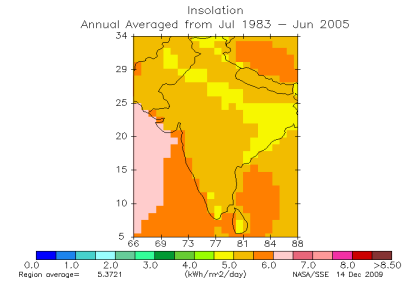 Insolation
Annual Averaged from Jul 1983 – Jun 2005
34
29
25
20
15
10
5
66 69 73 77 81 84 88
0.0 1.0 2.0 3.0 4.0 5.0 6.0 7.0 8.0 >8.50
Region average= 5.3721 (kWh/m^2/day) NASA/SSE 14 Dec 2009